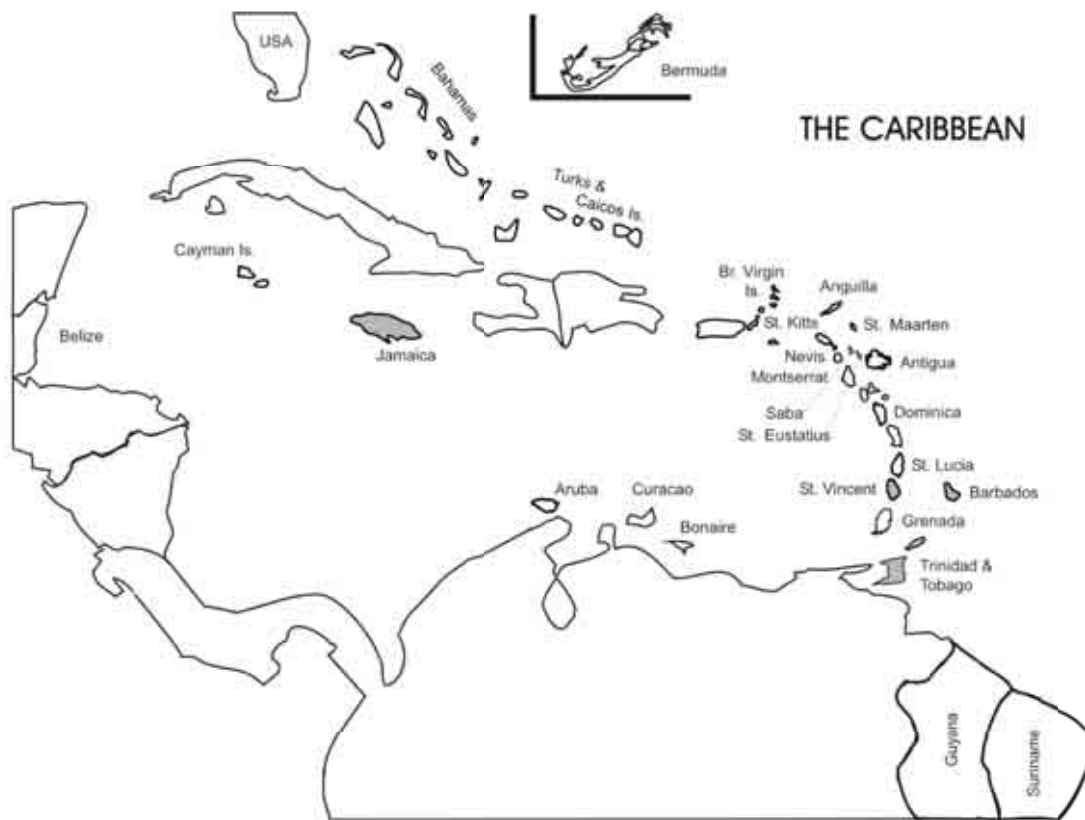 USA
Bermuda
Bahamas
THE CARIBBEAN
Turks &
Caicos Is.
Cayman Is.
Br. Virgin
Is.
Anguilla
St. Kitts
St. Maarten
Belize
Jamaica
Nevis
Antigua
Montserrat
Saba
Dominica
St. Eustatius
St. Lucia
Aruba
Curacao
St. Vincent
Barbados
Bonaire
Grenada
Trinidad &
Tobago
Guyana
Suriname